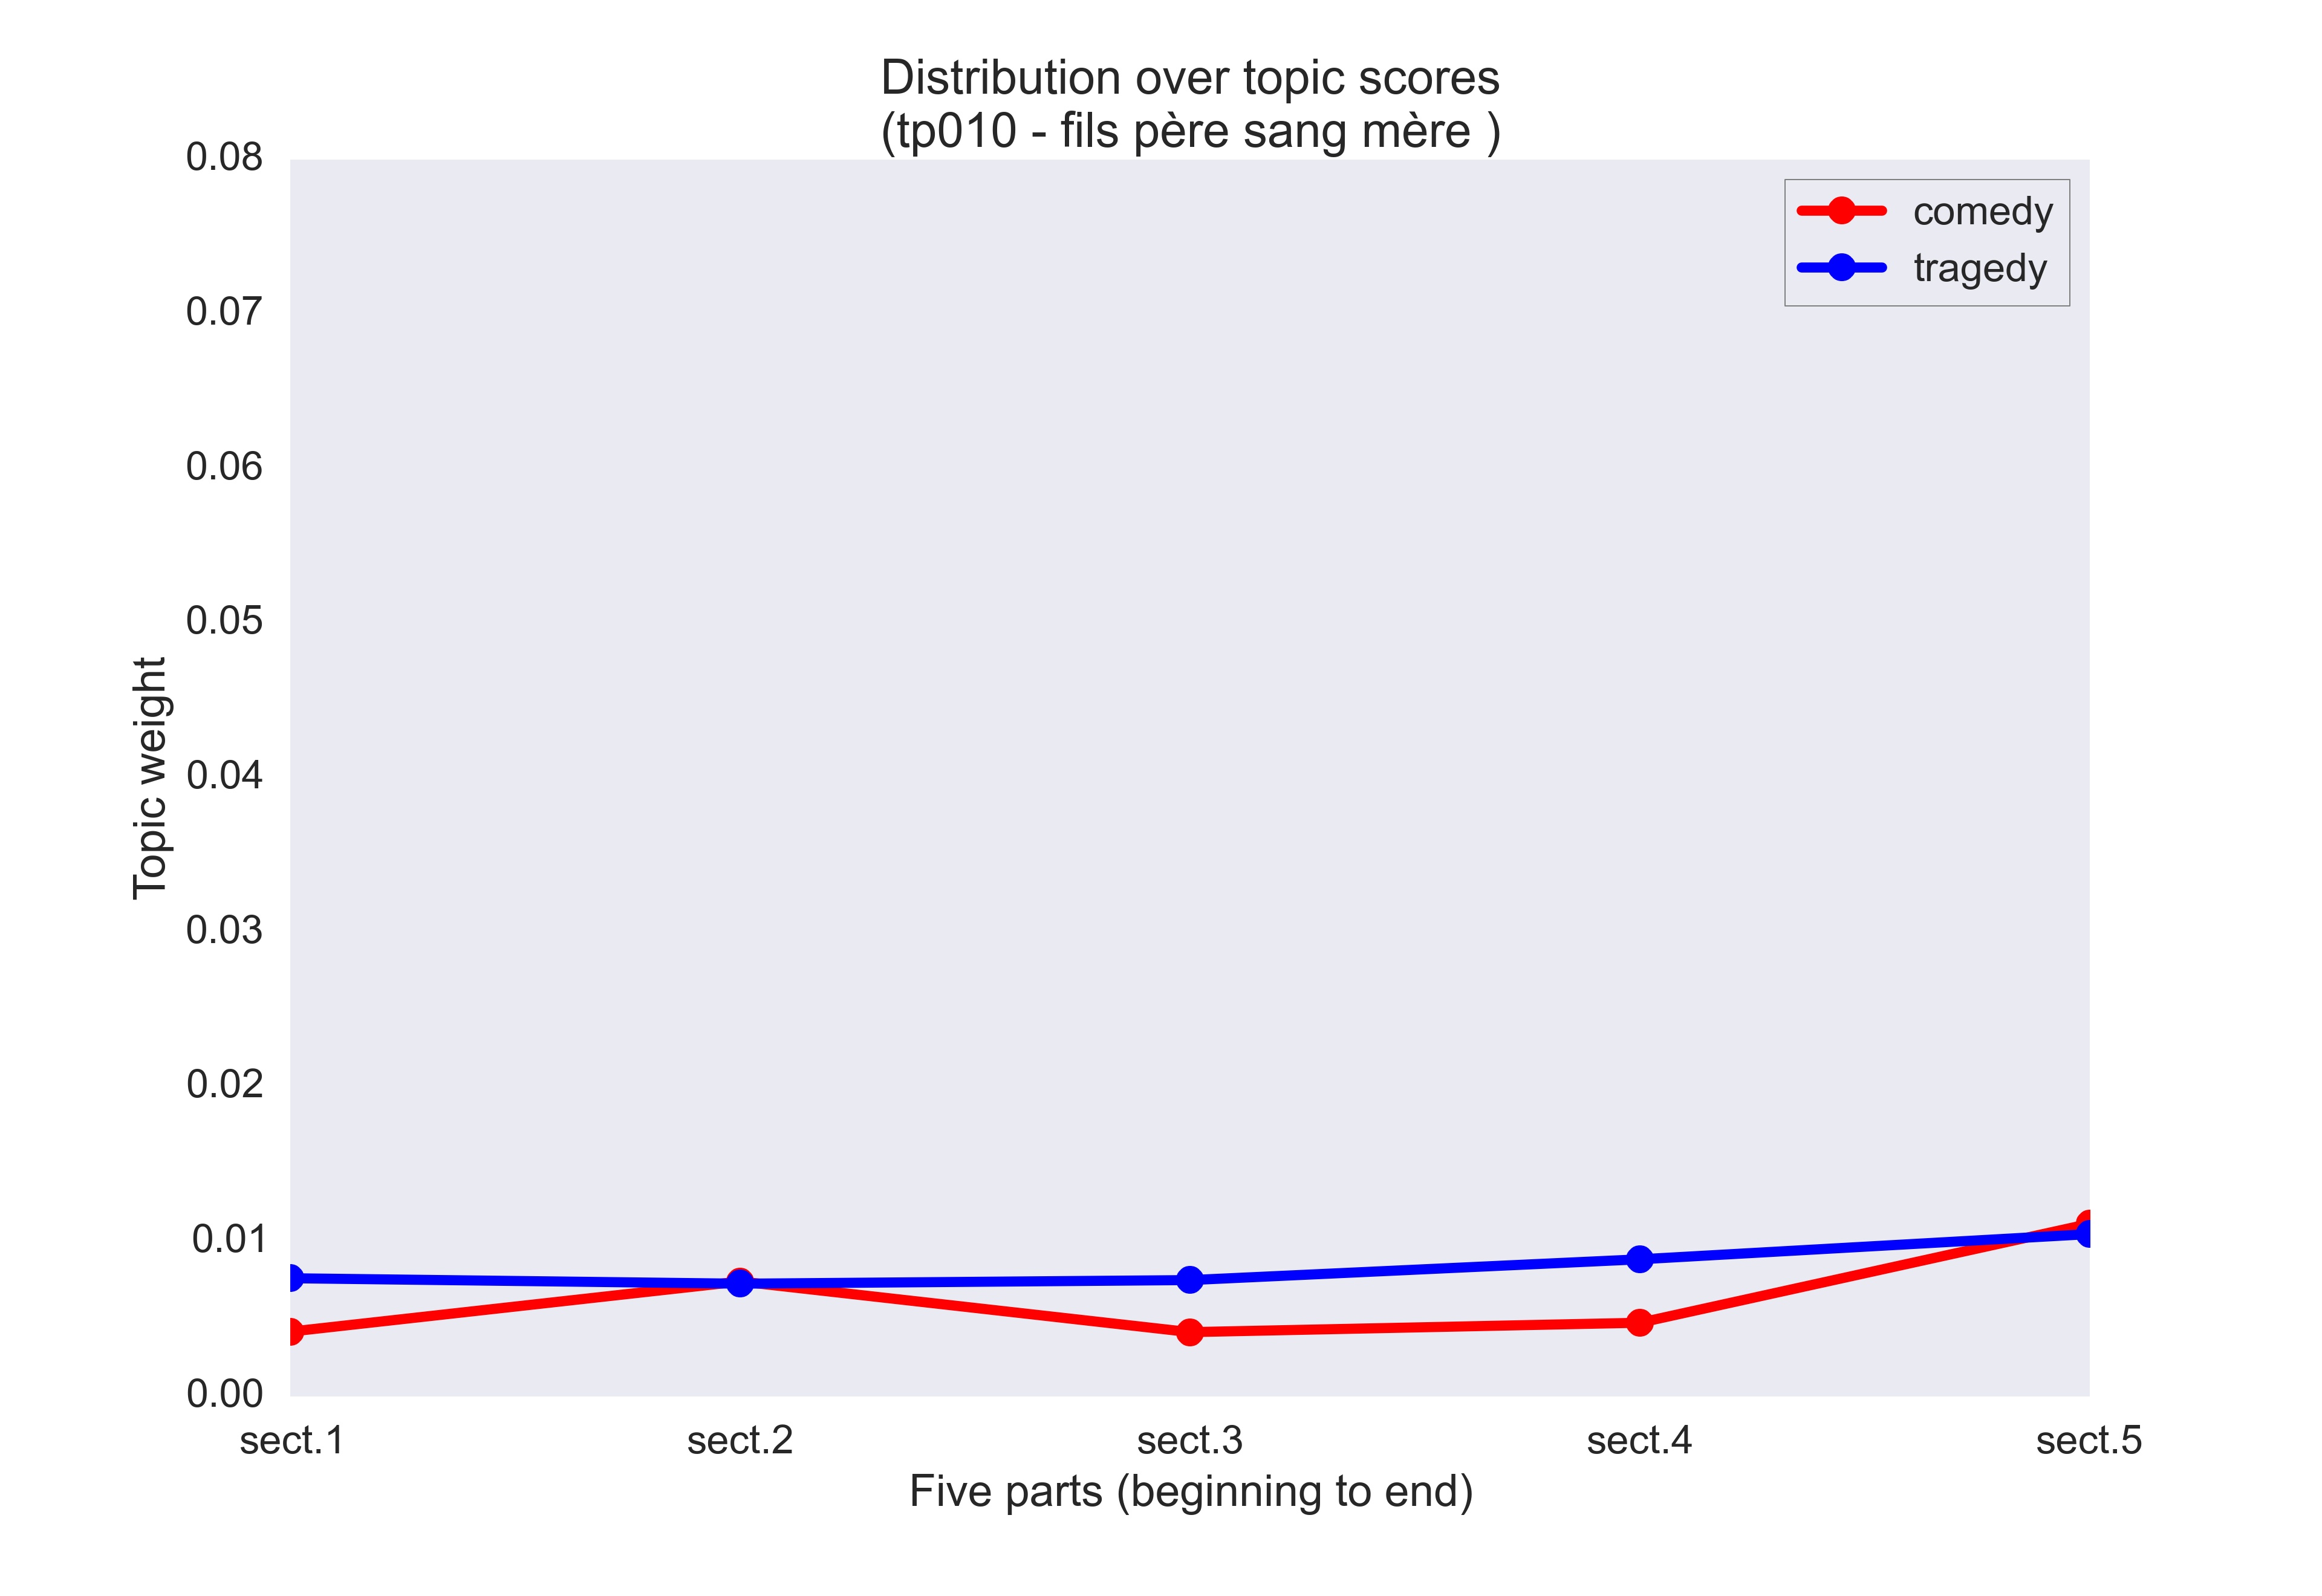 Distribution over topic scores
(tp010 - fils père sang mère )
0.08
0.07
0.06
0.05
0.04
0.03
0.02
0.01
0.00
Topic weight
comedy
tragedy
sect.1 sect.2 sect.3 sect.4 sect.5
Five parts (beginning to end)